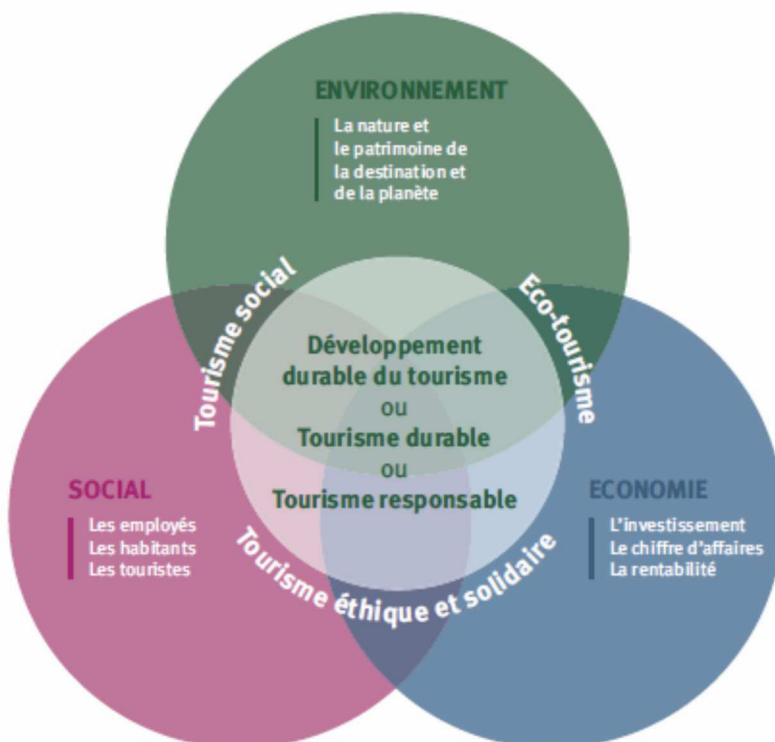 ENVIRONNEMENT
La nature et
le patrimoine de
la destination et
de la planète
Tourisme social
Eco-tourisme
Développement
durable du tourisme
ou
Tourisme durable
ou
Tourisme responsable
SOCIAL
Les employés
Les habitants
Les touristes
ECONOMIE
L'investissement
Le chiffre d'affaires
La rentabilité
Tourisme éthique et solidaire